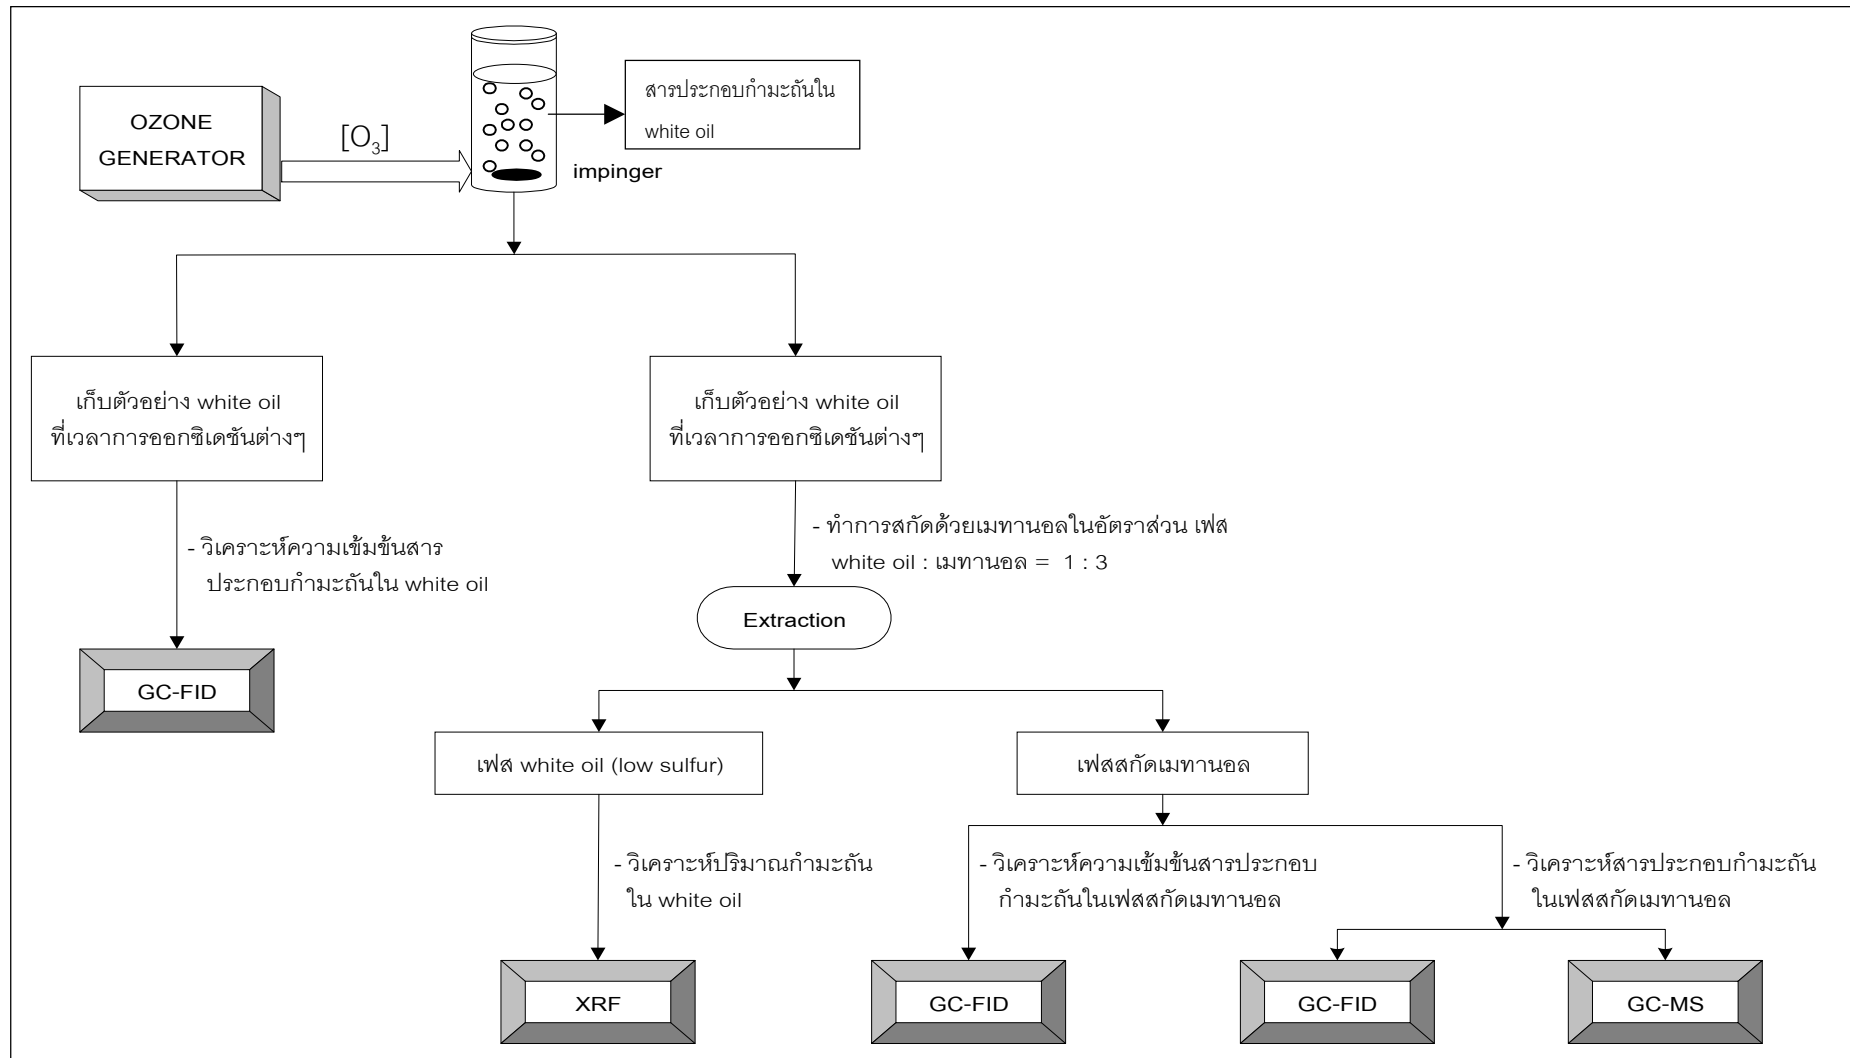 OZONE
GENERATOR
[O3]
สารประกอบกำมะถันใน
white oil
impinger
เก็บตัวอย่าง white oil
ที่เวลาการออกซิเดชันต่างๆ
เก็บตัวอย่าง white oil
ที่เวลาการออกซิเดชันต่างๆ
- วิเคราะห์ความเข้มข้นสาร
ประกอบกำมะถันใน white oil
- ทำการสกัดด้วยเมทานอลในอัตราส่วน เฟส
white oil : เมทานอล = 1 : 3
Extraction
GC-FID
เฟส white oil (low sulfur)
เฟสสกัดเมทานอล
- วิเคราะห์ปริมาณกำมะถัน
ใน white oil
- วิเคราะห์ความเข้มข้นสารประกอบ
กำมะถันในเฟสสกัดเมทานอล
- วิเคราะห์สารประกอบกำมะถัน
ในเฟสสกัดเมทานอล
XRF
GC-FID
GC-FID
GC-MS